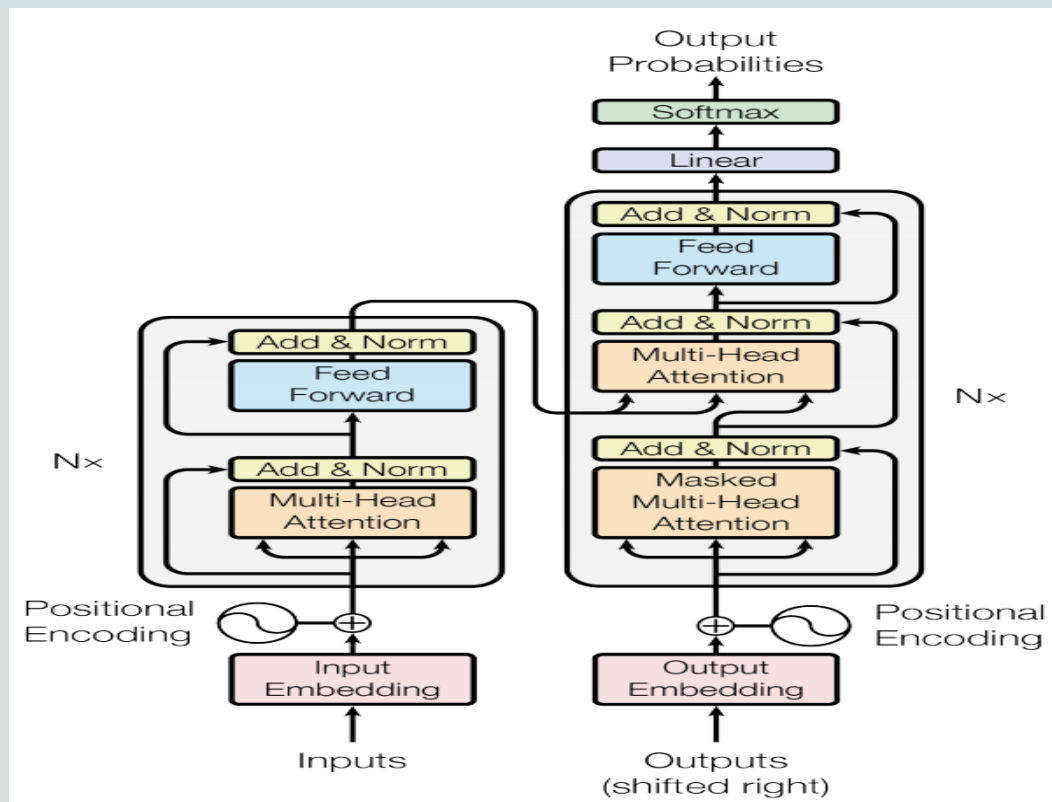 Output
Probabilities
Softmax
Linear
Add & Norm
Feed
Forward
Add & Norm
Multi-Head
Attention
Nx
Add & Norm
Masked
Multi-Head
Attention
Add & Norm
Feed
Forward
Nx
Add & Norm
Multi-Head
Attention
Positional
Encoding
Positional
Encoding
Input
Embedding
Output
Embedding
Inputs
Outputs
(shifted right)